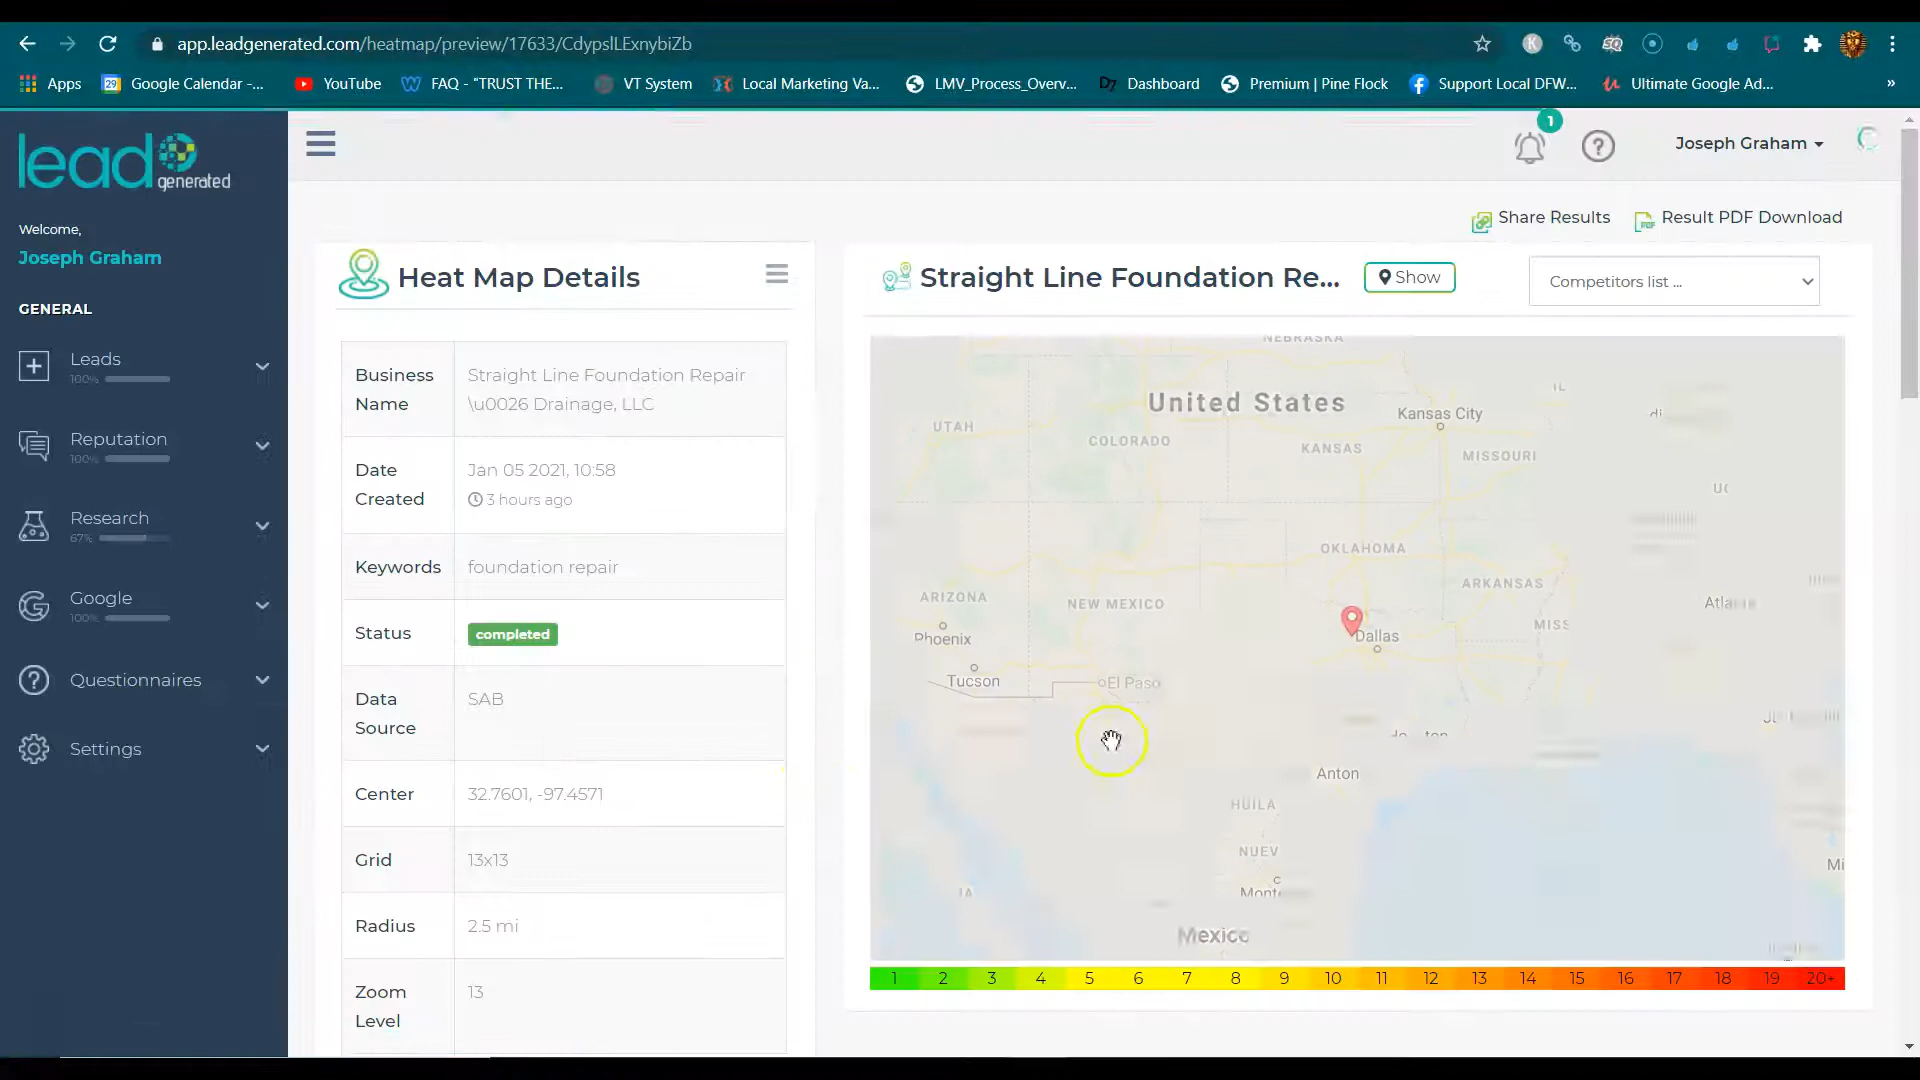 app.leadgenerated.com/heatmap/preview/17633/CdypslLExnybiZb
Apps
Google Calendar -...
YouTube
FAQ - "TRUST THE...
VT System
Local Marketing Va...
LMV_Process_Overv...
Dashboard
Premium | Pine Flock
Support Local DFW...
Ultimate Google Ad...
»
lead
generated
1
Joseph Graham
Welcome,
Joseph Graham
Share Results
Result PDF Download
GENERAL
Leads
100%
Reputation
100%
Research
67%
Google
100%
Questionnaires
Settings
Heat Map Details
Business Name
Straight Line Foundation Repair
\u0026 Drainage, LLC
Date Created
Jan 05 2021, 10:58
3 hours ago
Keywords
foundation repair
Status
completed
Data Source
SAB
Center
32.7601, -97.4571
Grid
13x13
Radius
2.5 mi
Zoom Level
13
Straight Line Foundation Re...
Show
Competitors list ...
NEBRASKA
United States
Kansas City
IL
UTAH
COLORADO
KANSAS
MISSOURI
OKLAHOMA
ARKANSAS
ARIZONA
NEW MEXICO
MISS
Phoenix
Dallas
Tucson
El Paso
Anton
HUILA
NUEV
Mexico
1 2 3 4 5 6 7 8 9 10 11 12 13 14 15 16 17 18 19 20+